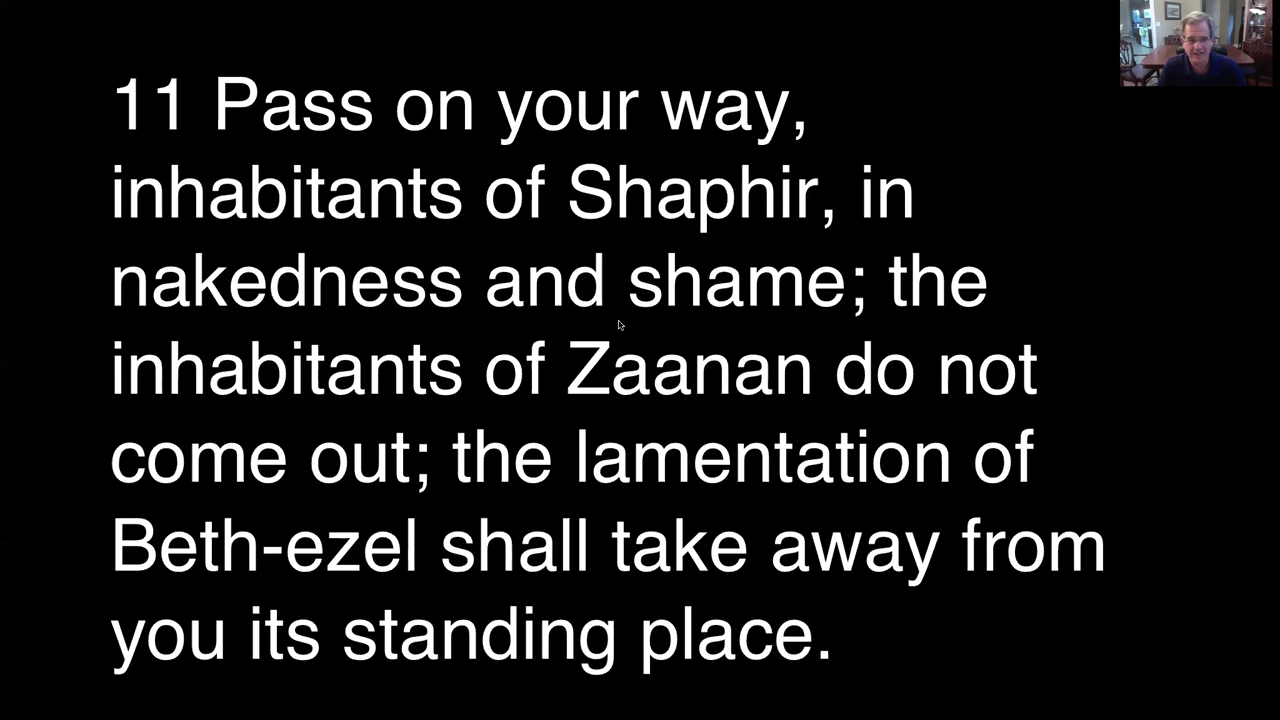 11 Pass on your way,
inhabitants of Shaphir, in
nakedness and shame; the
inhabitants of Zaanan do not
come out; the lamentation of
Beth-ezel shall take away from
you its standing place.